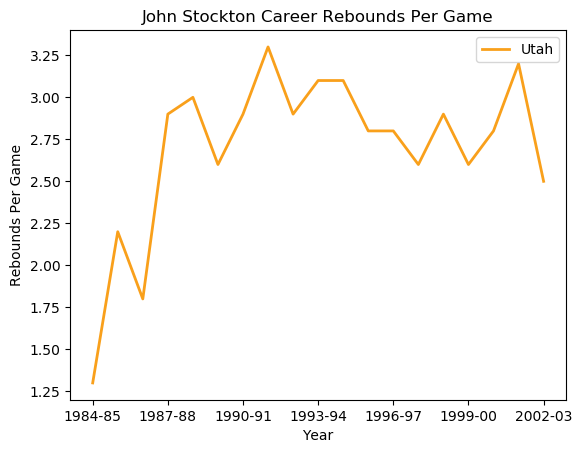 John Stockton Career Rebounds Per Game
Utah
3.25
3.00
2.75
2.50
2.25
2.00
1.75
1.50
1.25
Rebounds Per Game
1984-85 1987-88 1990-91 1993-94 1996-97 1999-00 2002-03
Year